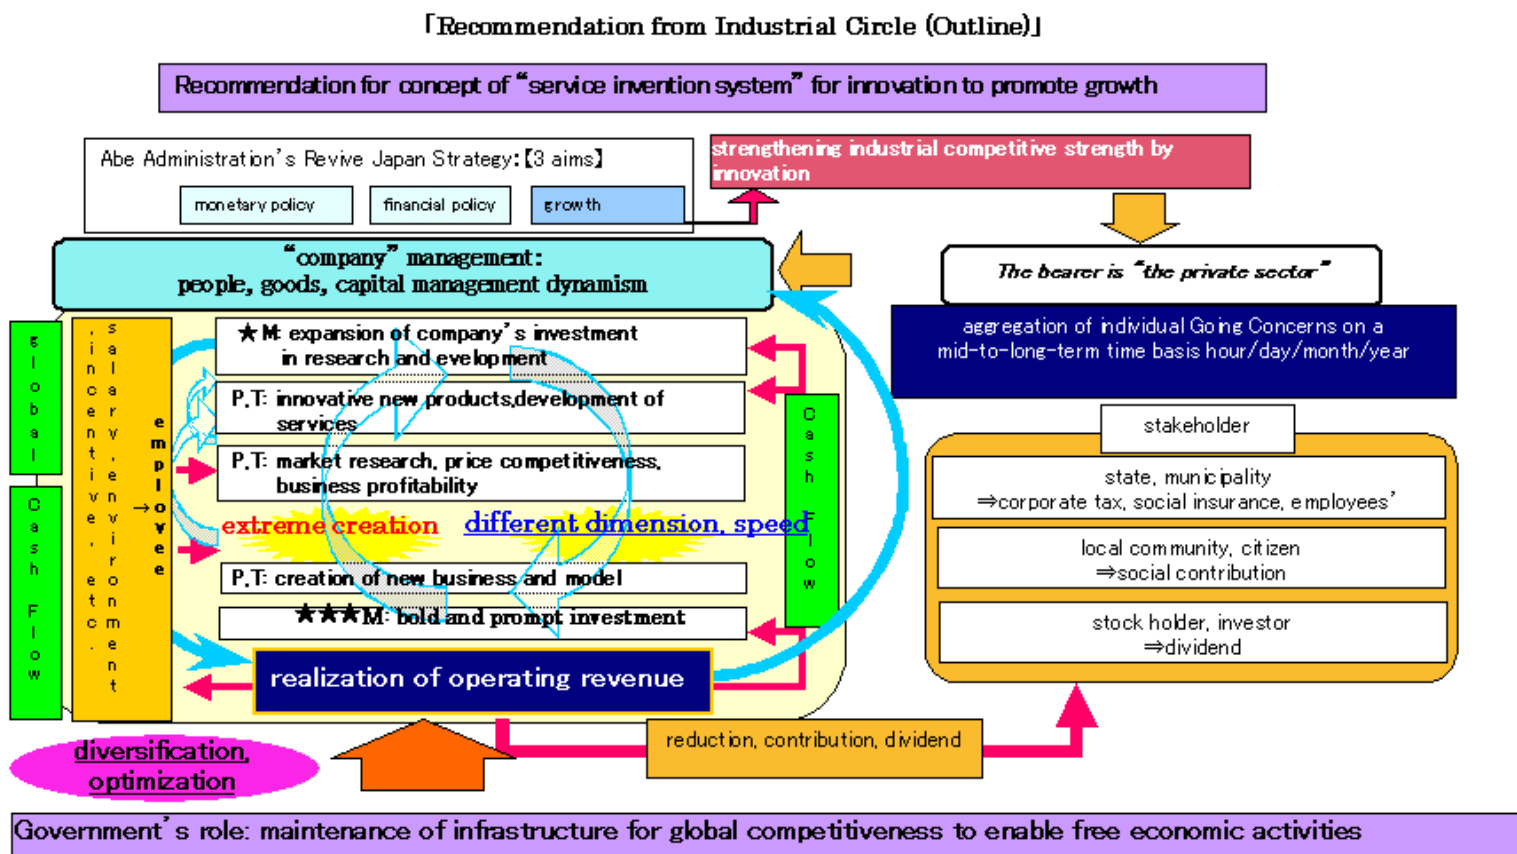 「Recommendation from Industrial Circle (Outline)」
Recommendation for concept of “service invention system” for innovation to promote growth
Abe Administration's Revive Japan Strategy:【3 aims】
monetary policy
financial policy
growth
strengthening industrial competitive strength by
innovation
“company” management:
people, goods, capital management dynamism
The bearer is “the private sector”
aggregation of individual Going Concerns on a
mid-to-long-term time basis hour/day/month/year
global
Cash Flow
salary, environment
, incentive, etc.
→
employee
★M: expansion of company's investment
in research and evelopment
P,T: innovative new products,development of
services
P,T: market research, price competitiveness,
business profitability
extreme creation
different dimension, speed
P,T: creation of new business and model
★★★M: bold and prompt investment
Cash Flow
realization of operating revenue
stakeholder
state, municipality
⇒corporate tax, social insurance, employees'
local community, citizen
⇒social contribution
stock holder, investor
⇒dividend
reduction, contribution, dividend
diversification,
optimization
Government's role: maintenance of infrastructure for global competitiveness to enable free economic activities